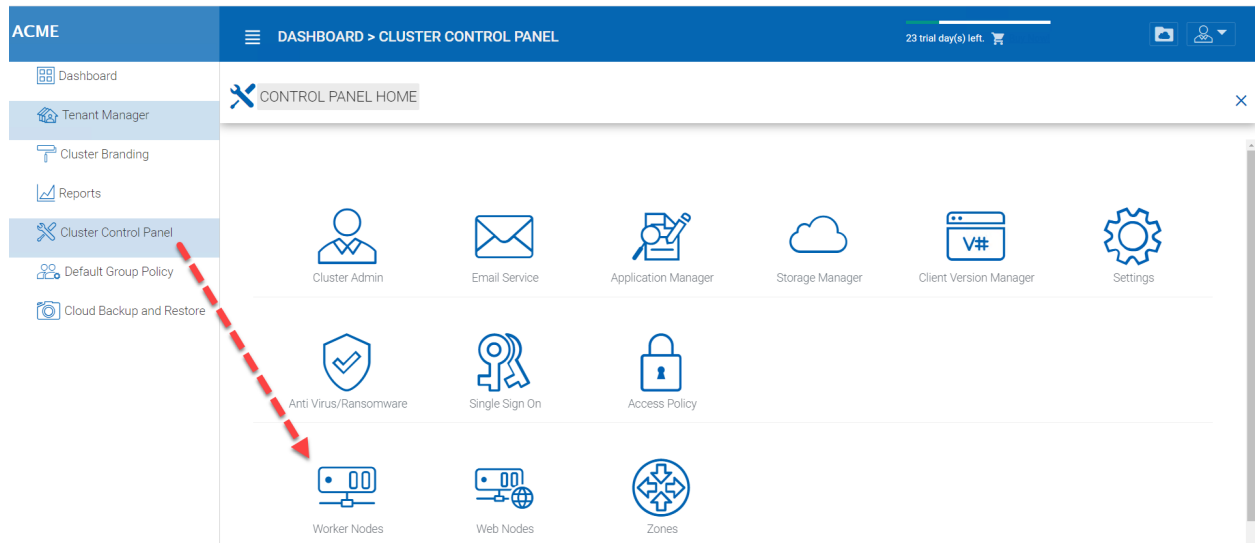 ACME
DASHBOARD > CLUSTER CONTROL PANEL
23 trial day(s) left.
Dashboard
Tenant Manager
Cluster Branding
Reports
Cluster Control Panel
Default Group Policy
Cloud Backup and Restore
CONTROL PANEL HOME
Cluster Admin
Email Service
Application Manager
Storage Manager
V#
Client Version Manager
Settings
Anti Virus/Ransomware
Single Sign On
Access Policy
Worker Nodes
Web Nodes
Zones